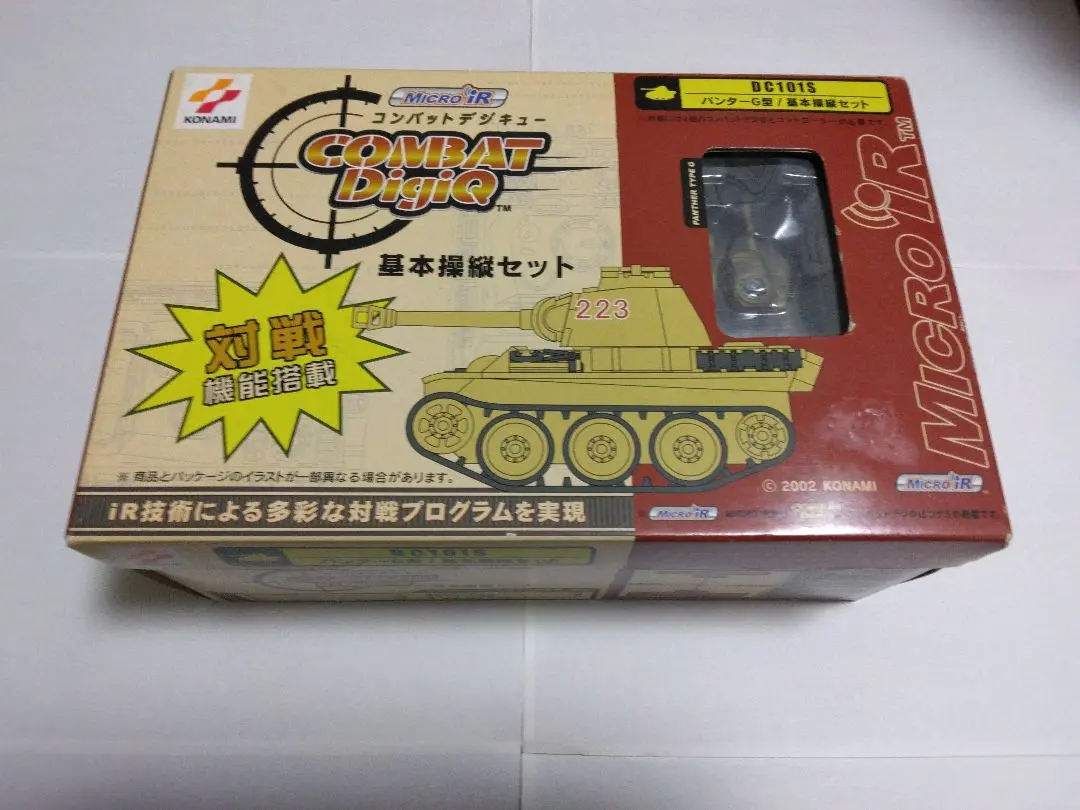 KONAMI
MICRO iR
コンバットデジキュー
COMBAT
DigiQ™
基本操縦セット
対戦
機能搭載
223
※ 商品とパッケージのイラストが一部異なる場合があります。
iR技術による多彩な対戦プログラムを実現
DC101S
パンターG型 / 基本操縦セット
PANTHER TYPE G
MICRO iR™
© 2002 KONAMI
MICRO iR
MICRO iR
DC101S